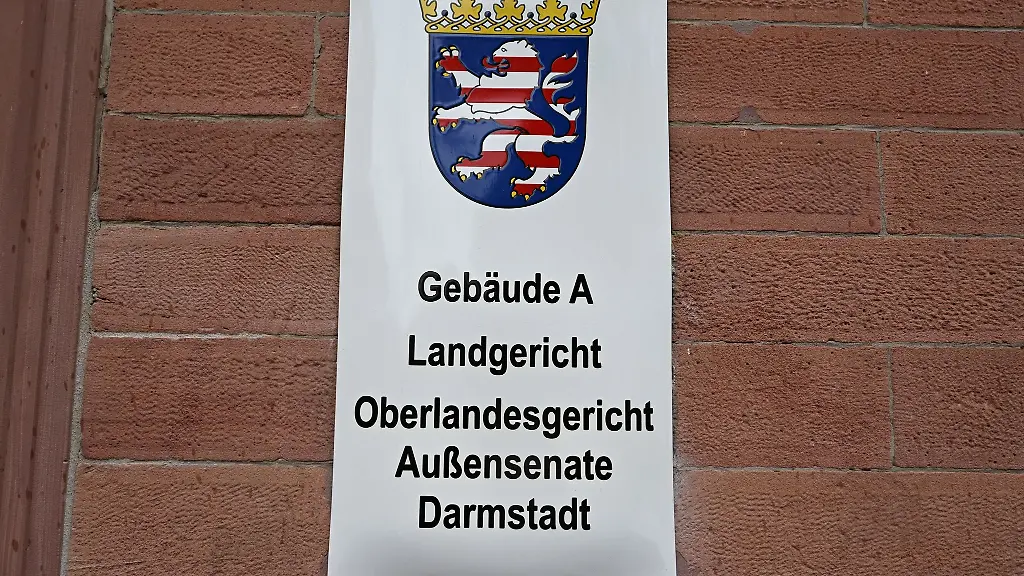 Gebäude A
Landgericht
Oberlandesgericht
Außensenate
Darmstadt